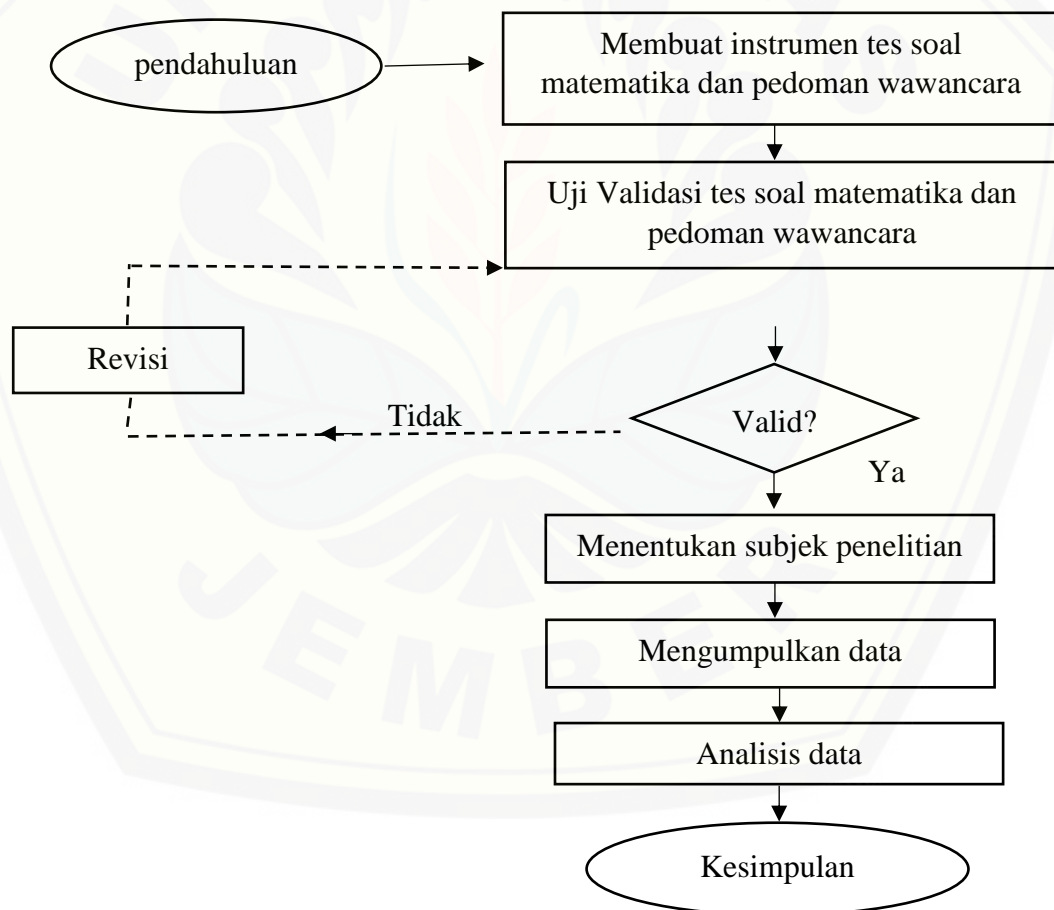 pendahuluan
Membuat instrumen tes soal
matematika dan pedoman wawancara
Uji Validasi tes soal matematika dan
pedoman wawancara
Revisi
Tidak
Valid?
Ya
Menentukan subjek penelitian
Mengumpulkan data
Analisis data
Kesimpulan
JEMBER